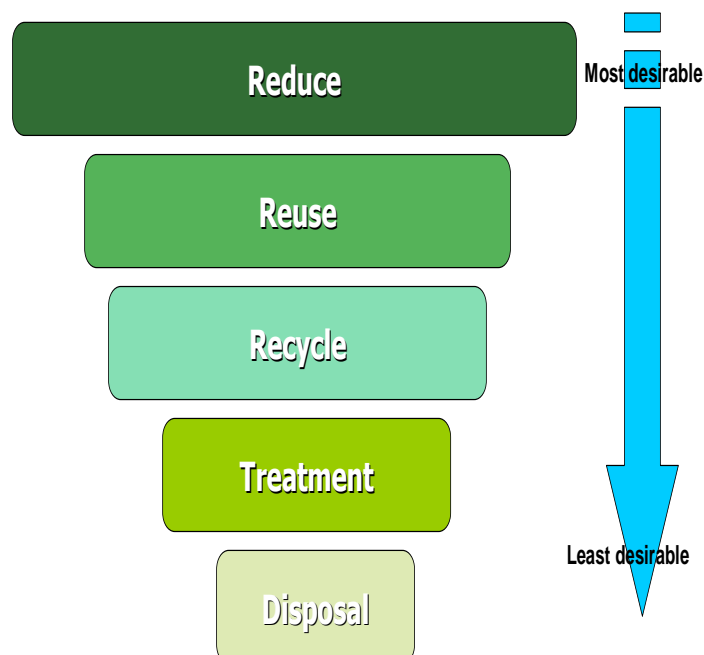 Reduce
Most desirable
Reuse
Recycle
Treatment
Least desirable
Disposal